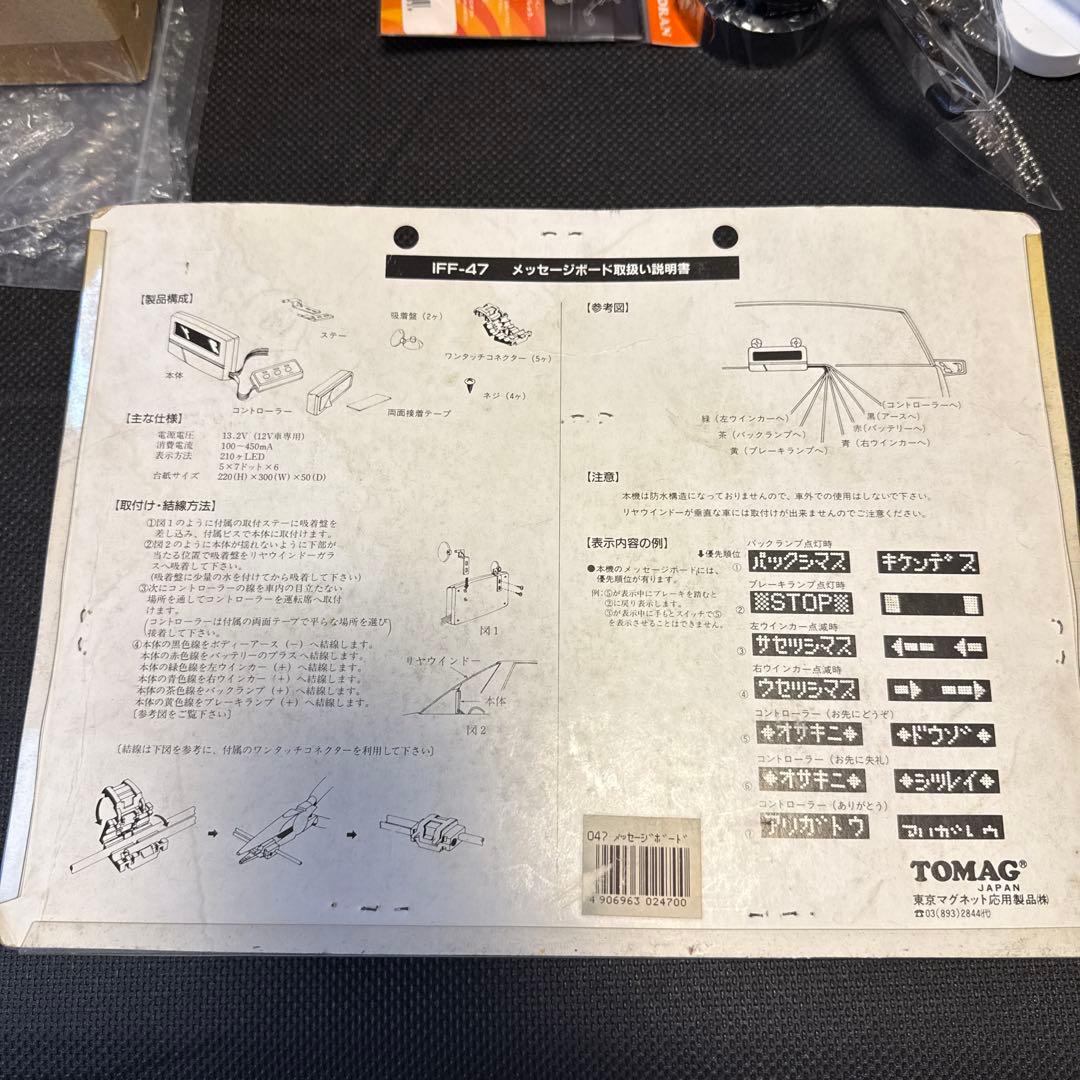 DRAN
IFF-47 メッセージボード取扱い説明書
【製品構成】
ステー
吸着盤（2ヶ）
ワンタッチコネクター（5ヶ）
本体
コントローラー
両面接着テープ
ネジ（4ヶ）
【主な仕様】
電源電圧 13.2V（12V車専用）
消費電流 100～450mA
表示方法 210ヶLED
5×7ドット×6
台紙サイズ 220(H)×300(W)×50(D)
【取付け・結線方法】
①図1のように付属の取付ステーに吸着盤を
差し込み、付属ビスで本体に取付けます。
②図2のように本体が揺れないように下部が
当たる位置で吸着盤をリヤウインドーガラ
スへ吸着して下さい。
(吸着盤に少量の水を付けてから吸着して下さい)
③次にコントローラーの線を車内の目立たない
場所を通してコントローラーを運転席へ取付
けます。
(コントローラーは付属の両面テープで平らな場所を選び
接着して下さい。)
④本体の黒色線をボディーアース（－）へ結線します。
本体の赤色線をバッテリーのプラスへ結線します。
本体の緑色線を左ウインカー（＋）へ結線します。
本体の青色線を右ウインカー（＋）へ結線します。
本体の茶色線をバックランプ（＋）へ結線します。
本体の黄色線をブレーキランプ（＋）へ結線します。
〔参考図をご覧下さい〕
図1
リヤウインドー
本体
図2
〔結線は下図を参考に、付属のワンタッチコネクターを利用して下さい〕
【参考図】
(コントローラーへ)
緑（左ウインカーへ）
黒(アースへ)
茶（バックランプへ）
赤(バッテリーへ)
黄（ブレーキランプへ）
青（右ウインカーへ）
【注意】
本機は防水構造になっておりませんので、車外での使用はしないで下さい。
リヤウインドーが垂直な車には取付けが出来ませんのでご注意ください。
【表示内容の例】
⬇優先順位
●本機のメッセージボードには、
優先順位が有ります。
例：⑤が表示中にブレーキを踏むと
②に戻り表示します。
③が表示中に手もとスイッチで⑤
を表示させることはできません。
バックランプ点灯時
① バックシマス キケンデス
ブレーキランプ点灯時
② STOP
左ウインカー点滅時
③ サセツシマス
右ウインカー点滅時
④ ウセツシマス
コントローラー（お先にどうぞ）
⑤ オサキニ ドウゾ
コントローラー（お先に失礼）
⑥ オサキニ シツレイ
コントローラー（ありがとう）
⑦ アリガトウ アリガトウ
047 メッセージボード
4 906963 024700
TOMAG®
JAPAN
東京マグネット応用製品㈱
☎03(893)2844㈹